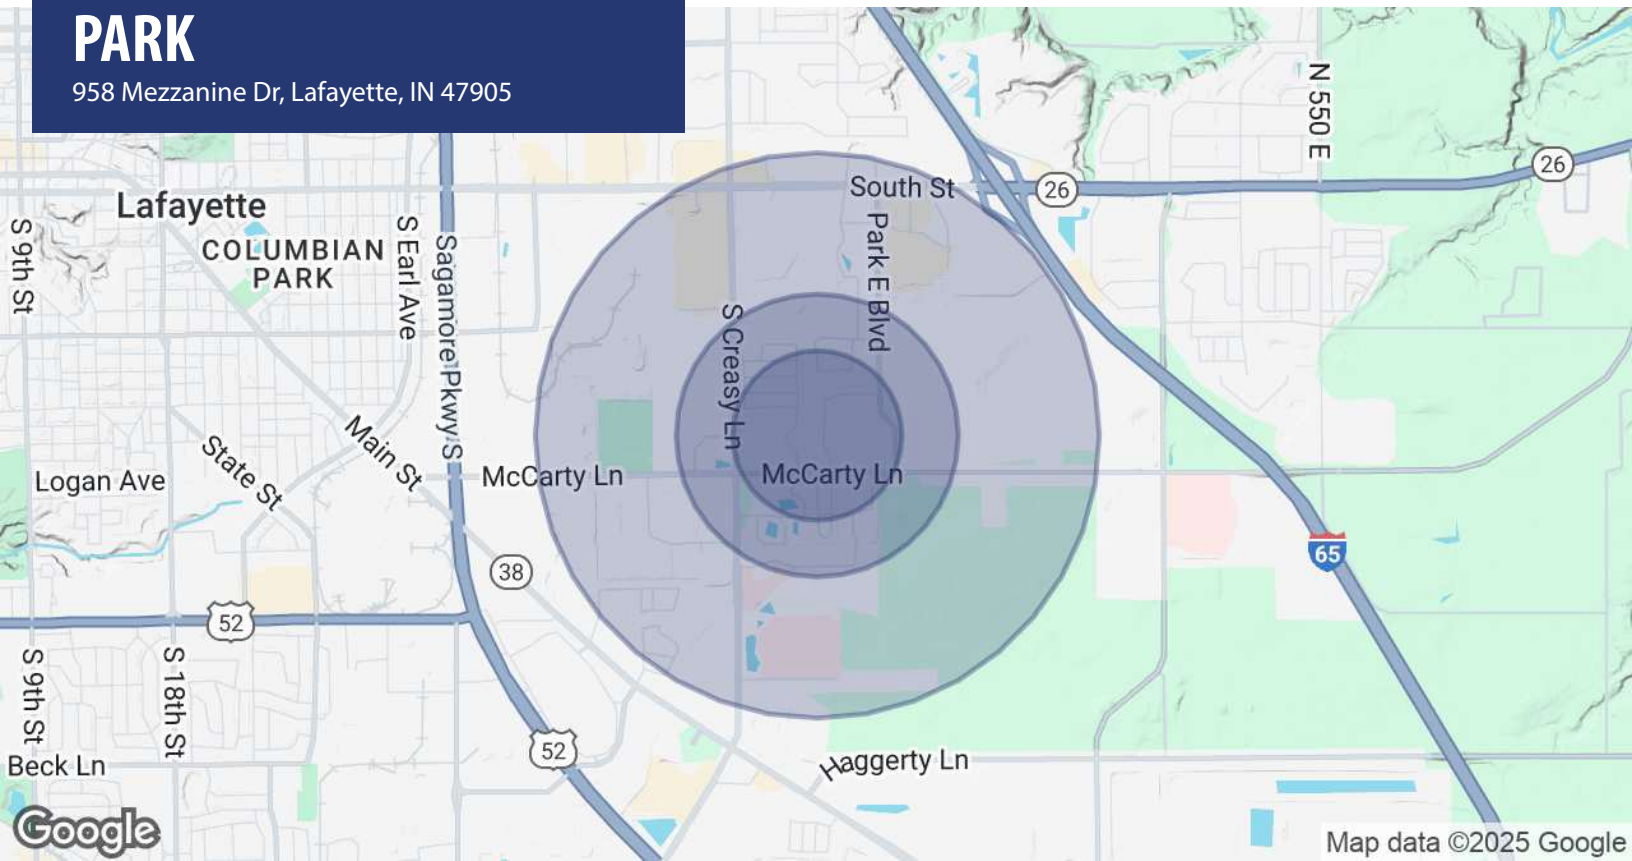 PARK
958 Mezzanine Dr, Lafayette, IN 47905
N 550 E
26
South St
26
Lafayette
COLUMBIAN
PARK
S 9th St
S Earl Ave
Sagamore Pkwy S
Park E Blvd
S Creasy Ln
Main St
State St
Logan Ave
McCarty Ln
McCarty Ln
65
38
52
S 9th St
S 18th St
52
Beck Ln
Haggerty Ln
Google
Map data ©2025 Google